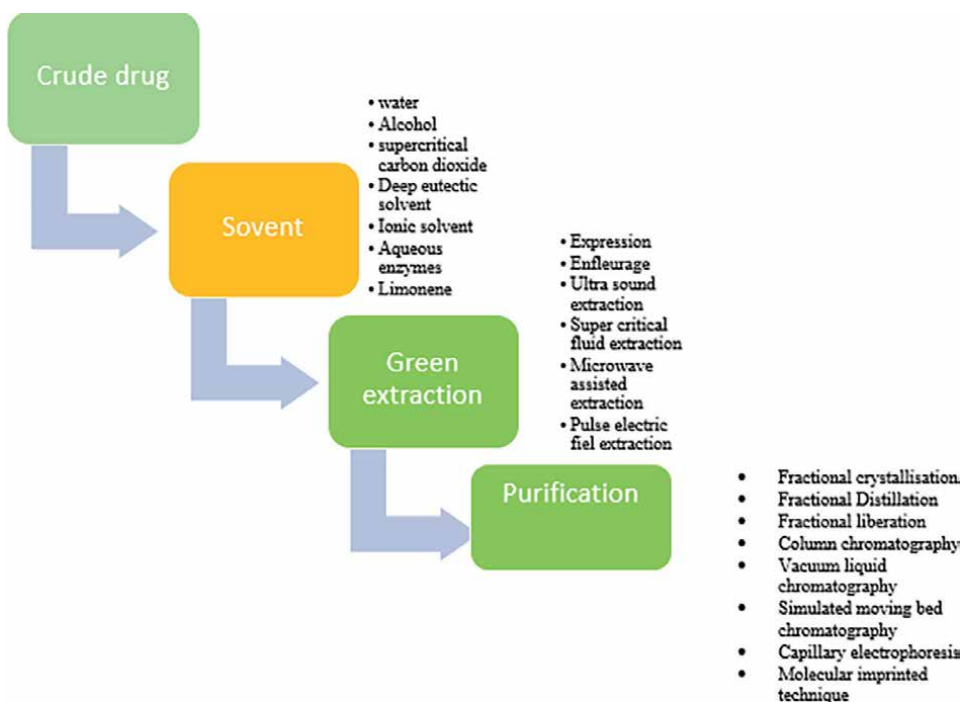 Crude drug
Sovent
• water
• Alcohol
• supercritical
carbon dioxide
• Deep eutectic
solvent
• Ionic solvent
• Aqueous
enzymes
• Limonene
Green
extraction
• Expression
• Enfleurage
• Ultra sound
extraction
• Super critical
fluid extraction
• Microwave
assisted
extraction
• Pulse electric
fiel extraction
Purification
• Fractional crystallisation.
• Fractional Distillation
• Fractional liberation
• Column chromatography
• Vacuum liquid
chromatography
• Simulated moving bed
chromatography
• Capillary electrophoresis
• Molecular imprinted
technique